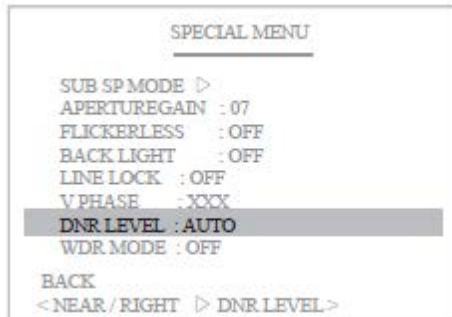 SPECIAL MENU
SUB SP MODE ▷
APERTUREGAIN : 07
FLICKERLESS : OFF
BACK LIGHT : OFF
LINE LOCK : OFF
V PHASE : XXX
DNR LEVEL : AUTO
WDR MODE : OFF
BACK
< NEAR / RIGHT ▷ DNR LEVEL >